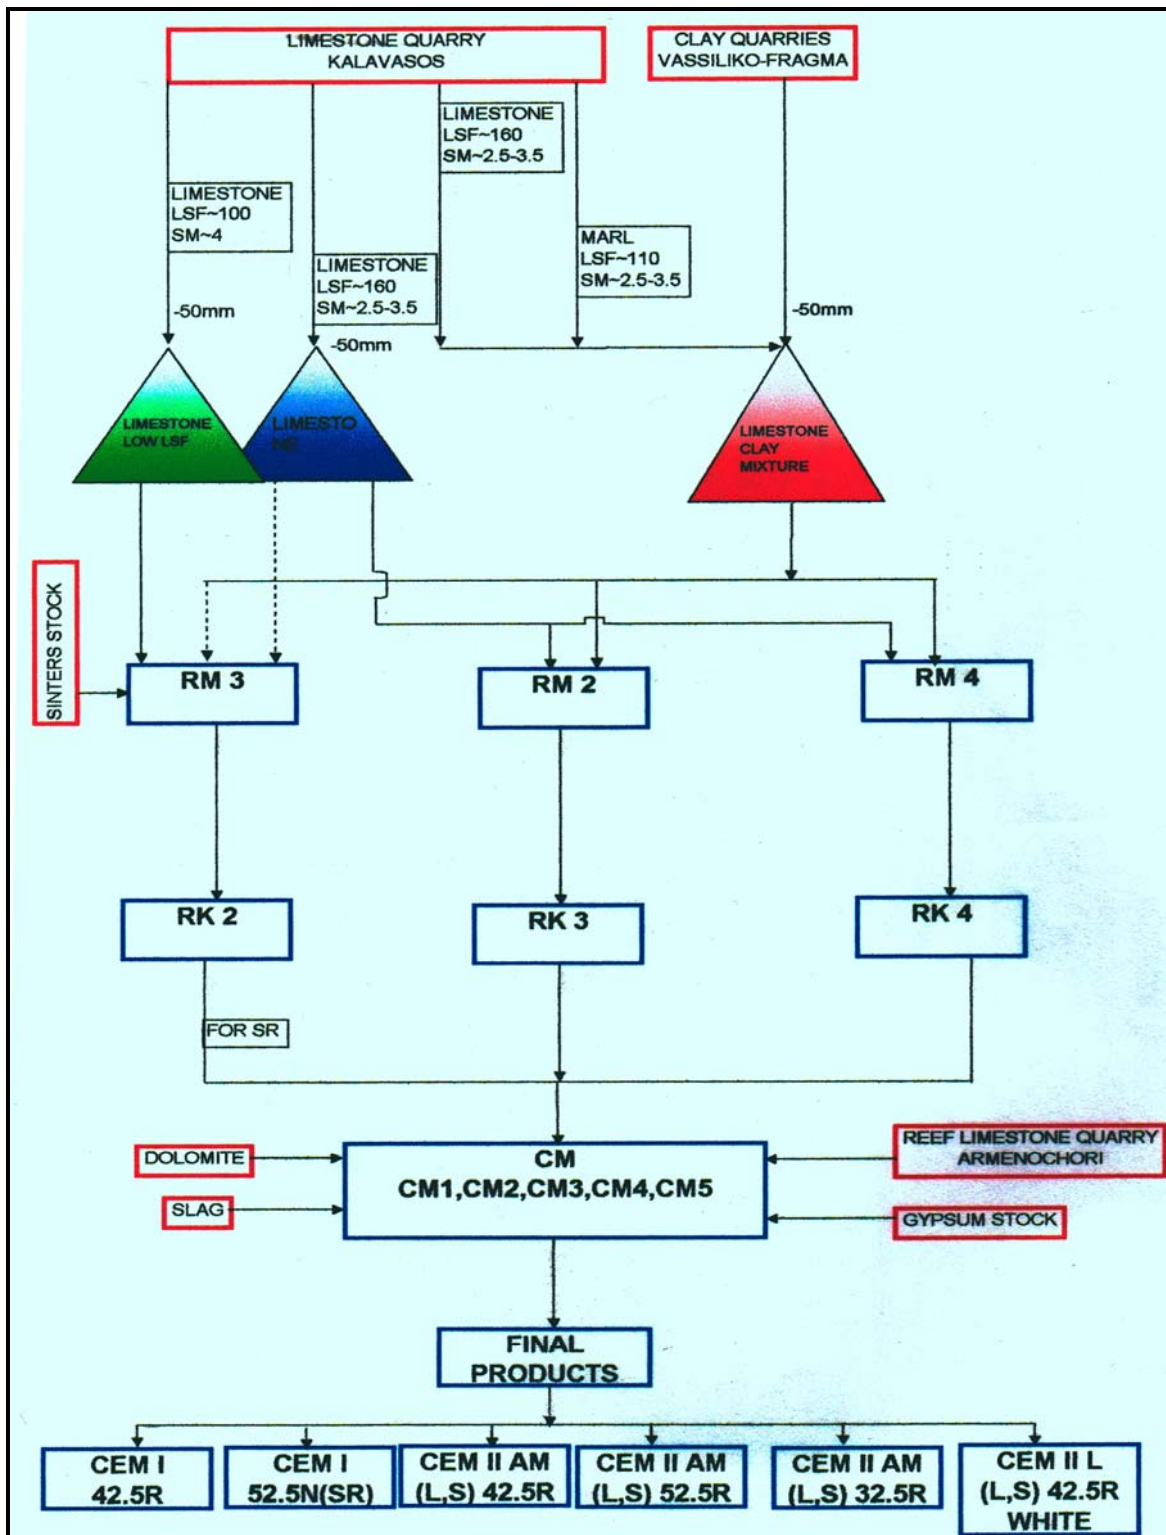 LIMESTONE QUARRY
KALAVASOS
CLAY QUARRIES
VASSILIKO-FRAGMA
LIMESTONE
LSF~160
SM~2.5-3.5
LIMESTONE
LSF~100
SM~4
MARL
LSF~110
SM~2.5-3.5
LIMESTONE
LSF~160
SM~2.5-3.5
-50mm
-50mm
-50mm
LIMESTONE
LOW LSF
LIMESTO
NE
LIMESTONE
CLAY
MIXTURE
SINTERS STOCK
RM 3
RM 2
RM 4
RK 2
RK 3
RK 4
FOR SR
DOLOMITE
SLAG
CM
CM1,CM2,CM3,CM4,CM5
REEF LIMESTONE QUARRY
ARMENOCHORI
GYPSUM STOCK
FINAL
PRODUCTS
CEM I
42.5R
CEM I
52.5N(SR)
CEM II AM
(L,S) 42.5R
CEM II AM
(L,S) 52.5R
CEM II AM
(L,S) 32.5R
CEM II L
(L,S) 42.5R
WHITE